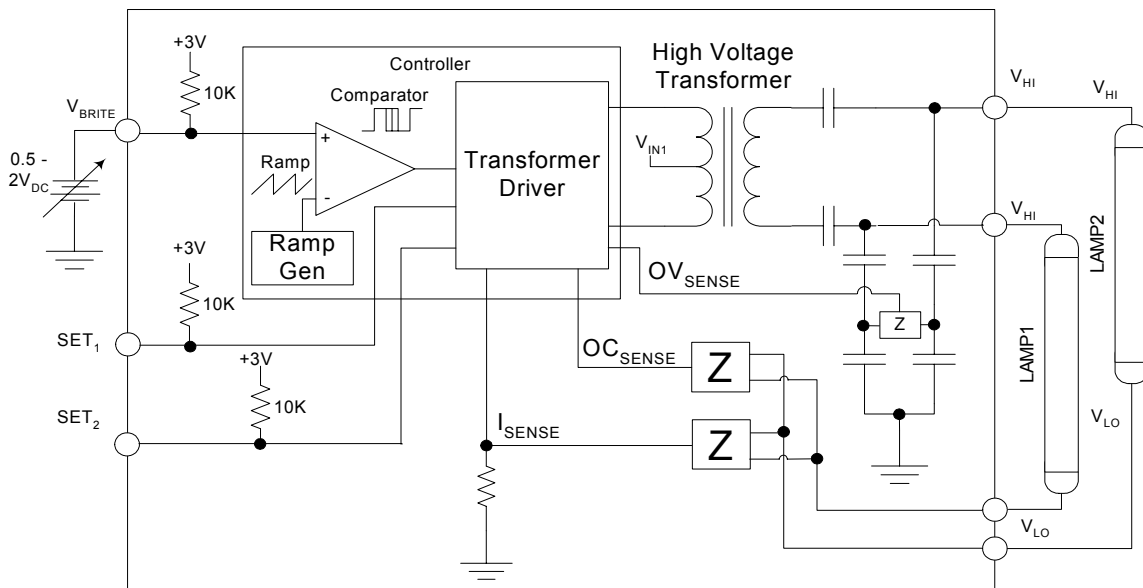 +3V
10K
V_BRITE
0.5 -
2V_DC
Controller
Comparator
+
-
Ramp
Ramp
Gen
Transformer
Driver
High Voltage
Transformer
V_IN1
V_HI
V_HI
V_HI
LAMP2
LAMP1
OV_SENSE
Z
+3V
10K
SET_1
+3V
10K
SET_2
OC_SENSE
Z
I_SENSE
Z
V_LO
V_LO